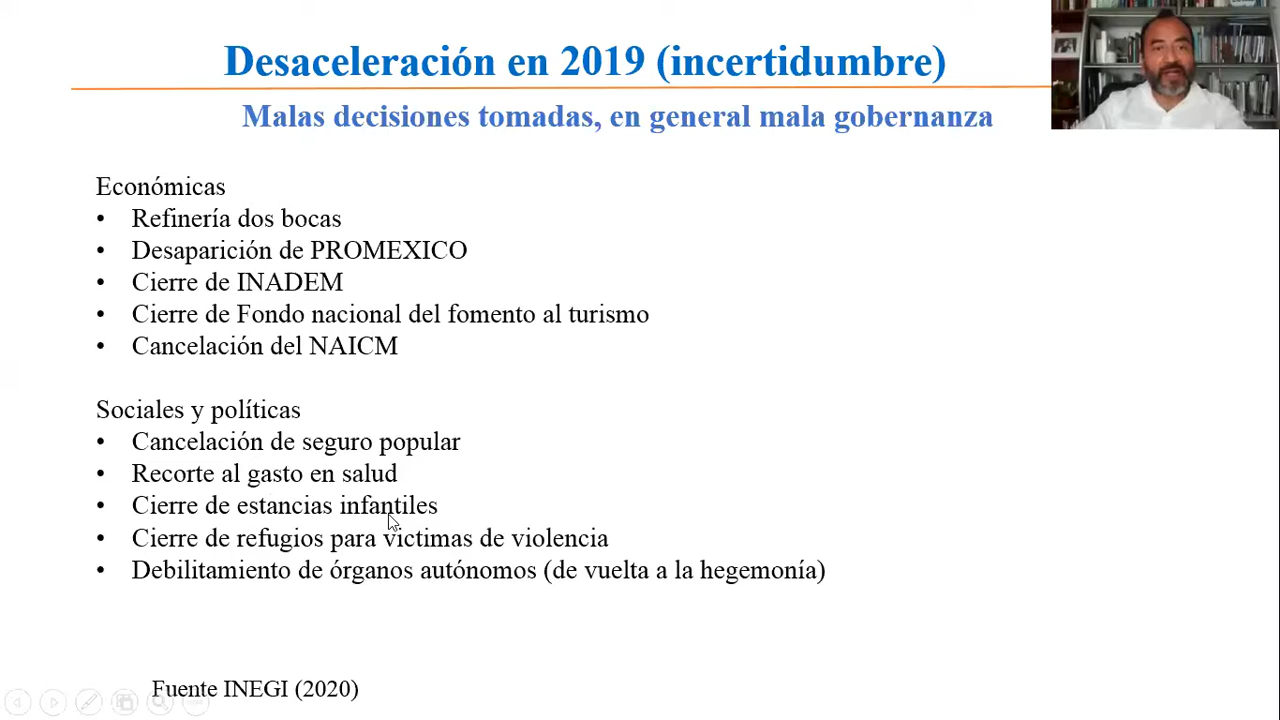 Desaceleración en 2019 (incertidumbre)
Malas decisiones tomadas, en general mala gobernanza
Económicas
• Refinería dos bocas
• Desaparición de PROMEXICO
• Cierre de INADEM
• Cierre de Fondo nacional del fomento al turismo
• Cancelación del NAICM
Sociales y políticas
• Cancelación de seguro popular
• Recorte al gasto en salud
• Cierre de estancias infantiles
• Cierre de refugios para victimas de violencia
• Debilitamiento de órganos autónomos (de vuelta a la hegemonía)
Fuente INEGI (2020)